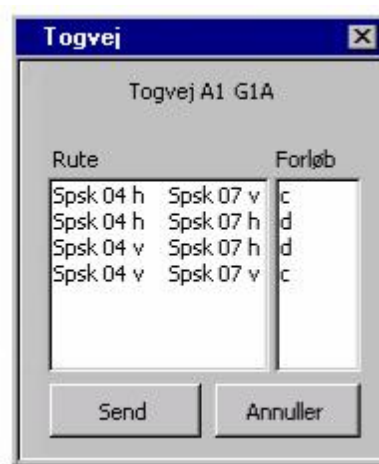 Togvej
Togvej A1 G1A
Rute Forløb
Spsk 04 h Spsk 07 v c
Spsk 04 h Spsk 07 h d
Spsk 04 v Spsk 07 h d
Spsk 04 v Spsk 07 v c
Send Annuller